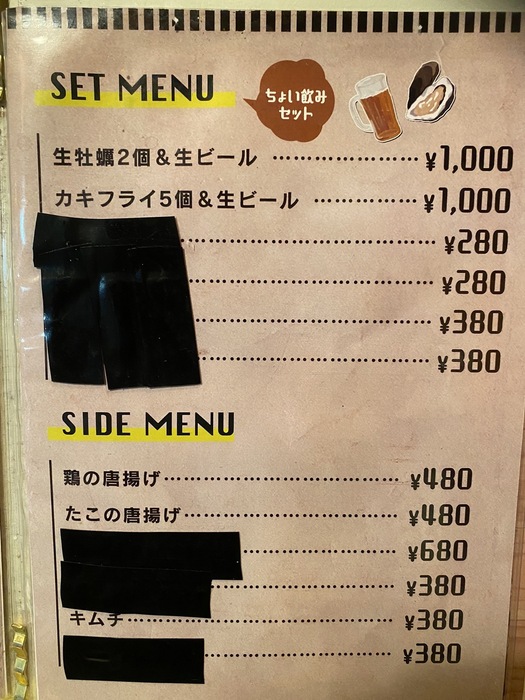 SET MENU
ちょい飲み
セット
生牡蠣2個&生ビール ¥1,000
カキフライ5個&生ビール ¥1,000
¥280
¥280
¥380
¥380
SIDE MENU
鶏の唐揚げ ¥480
たこの唐揚げ ¥480
¥680
¥380
キムチ ¥380
¥380